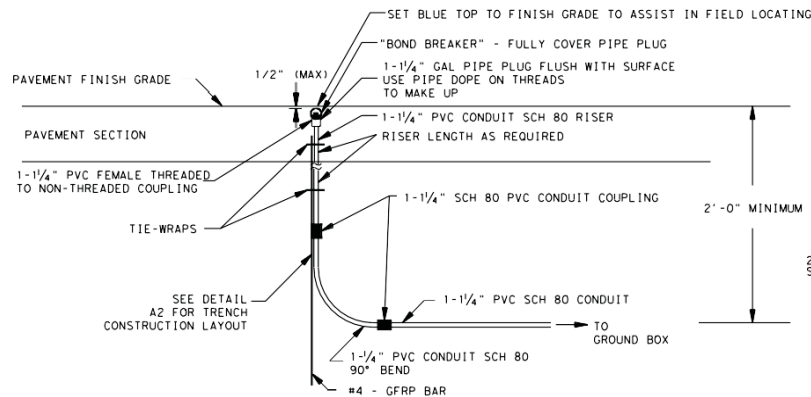 SET BLUE TOP TO FINISH GRADE TO ASSIST IN FIELD LOCATING
"BOND BREAKER" - FULLY COVER PIPE PLUG
1-1¼" GAL PIPE PLUG FLUSH WITH SURFACE
USE PIPE DOPE ON THREADS
TO MAKE UP
1/2" (MAX)
PAVEMENT FINISH GRADE
1-1¼" PVC CONDUIT SCH 80 RISER
PAVEMENT SECTION
RISER LENGTH AS REQUIRED
1-1¼" PVC FEMALE THREADED
TO NON-THREADED COUPLING
1-1¼" SCH 80 PVC CONDUIT COUPLING
2'-0" MINIMUM
TIE-WRAPS
SEE DETAIL
A2 FOR TRENCH
CONSTRUCTION LAYOUT
1-1¼" PVC SCH 80 CONDUIT
TO
GROUND BOX
1-¼" PVC CONDUIT SCH 80
90° BEND
#4 - GFRP BAR